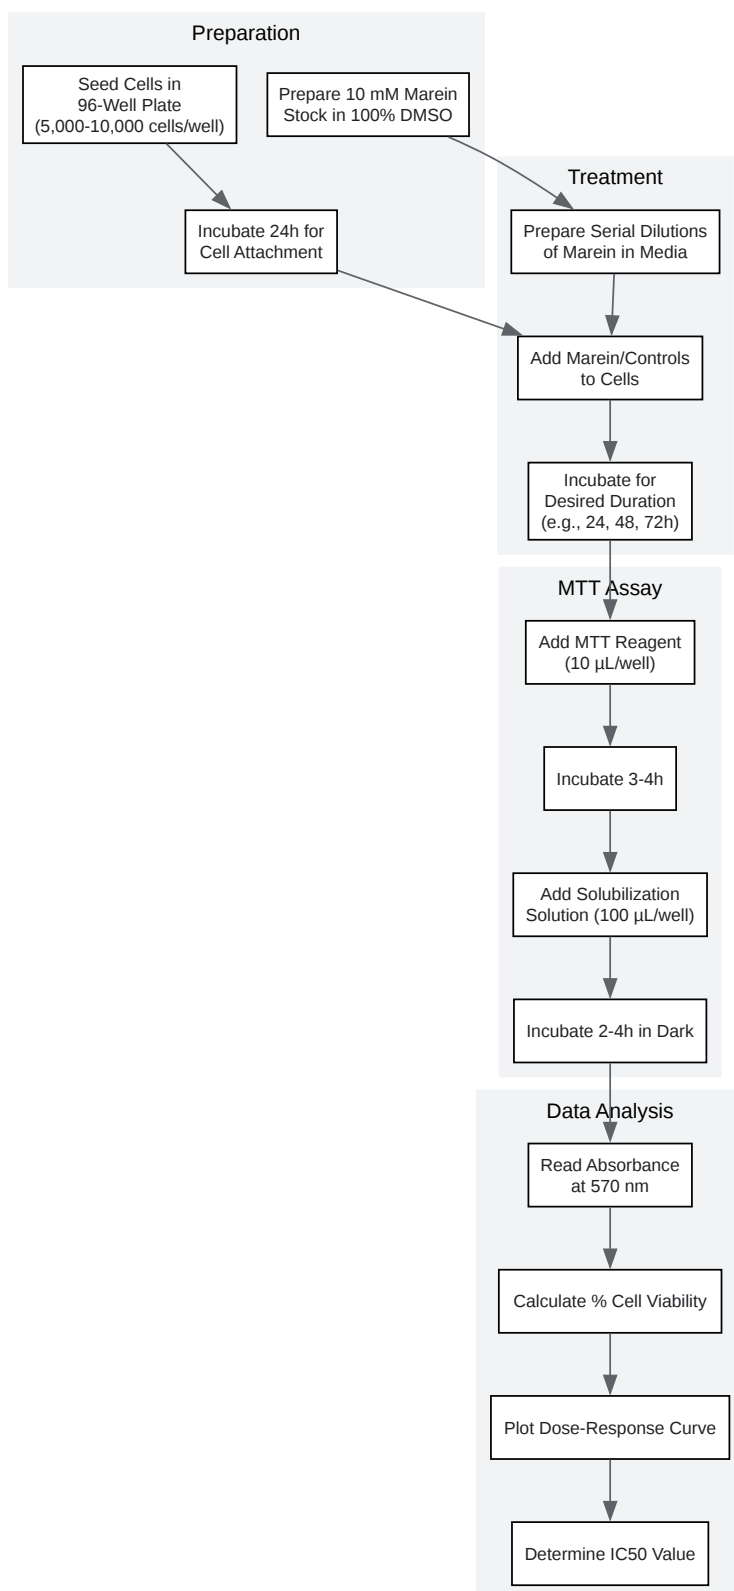 Preparation
Seed Cells in
96-Well Plate
(5,000-10,000 cells/well)
Prepare 10 mM Marein
Stock in 100% DMSO
Incubate 24h for
Cell Attachment
Treatment
Prepare Serial Dilutions
of Marein in Media
Add Marein/Controls
to Cells
Incubate for
Desired Duration
(e.g., 24, 48, 72h)
MTT Assay
Add MTT Reagent
(10 µL/well)
Incubate 3-4h
Add Solubilization
Solution (100 µL/well)
Incubate 2-4h in Dark
Data Analysis
Read Absorbance
at 570 nm
Calculate % Cell Viability
Plot Dose-Response Curve
Determine IC50 Value